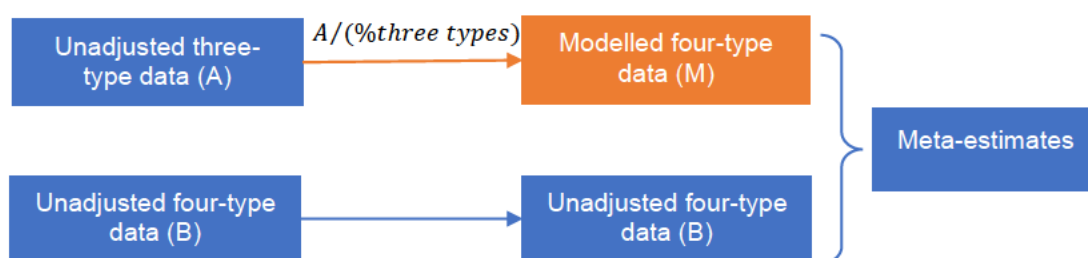 Unadjusted three-
type data (A)
A/(%three types)
Modelled four-type
data (M)
Meta-estimates
Unadjusted four-type
data (B)
Unadjusted four-type
data (B)